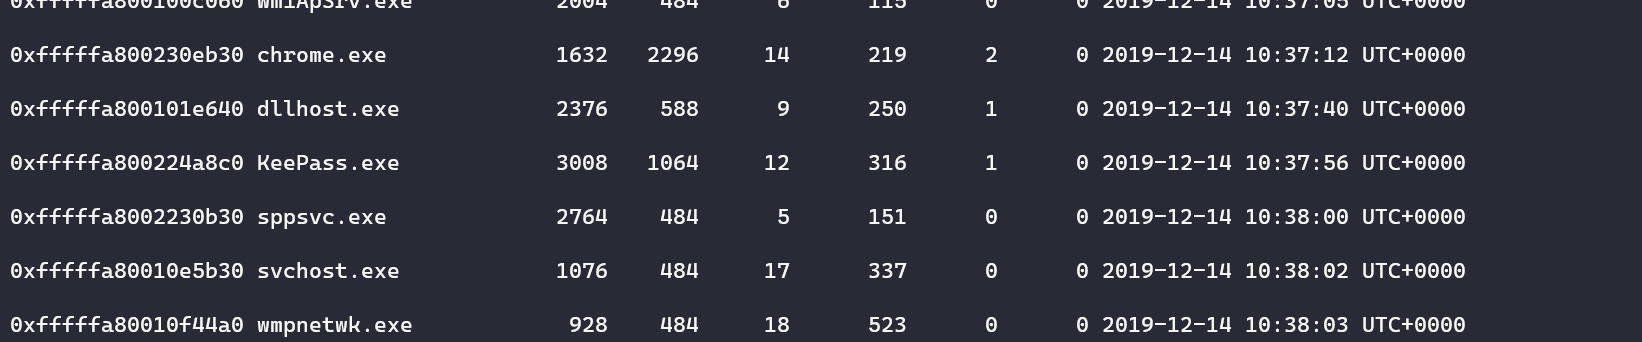 0xfffffa800100c060 WmiApSrv.exe 2004 484 6 115 0 0 2019-12-14 10:37:05 UTC+0000
0xfffffa800230eb30 chrome.exe 1632 2296 14 219 2 0 2019-12-14 10:37:12 UTC+0000
0xfffffa800101e640 dllhost.exe 2376 588 9 250 1 0 2019-12-14 10:37:40 UTC+0000
0xfffffa800224a8c0 KeePass.exe 3008 1064 12 316 1 0 2019-12-14 10:37:56 UTC+0000
0xfffffa8002230b30 sppsvc.exe 2764 484 5 151 0 0 2019-12-14 10:38:00 UTC+0000
0xfffffa80010e5b30 svchost.exe 1076 484 17 337 0 0 2019-12-14 10:38:02 UTC+0000
0xfffffa80010f44a0 wmpnetwk.exe 928 484 18 523 0 0 2019-12-14 10:38:03 UTC+0000